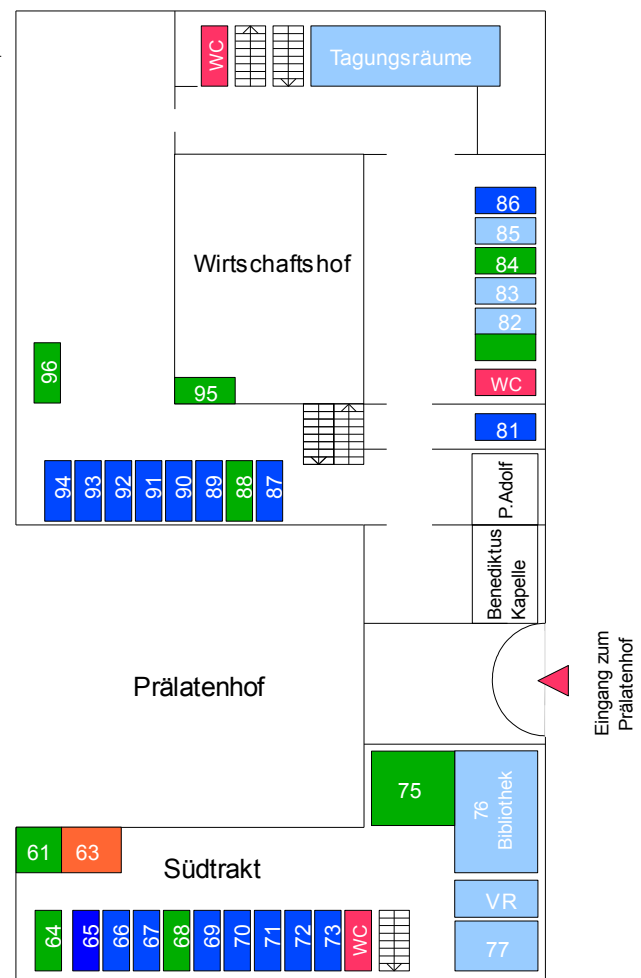 WC
Tagungsräume
86
85
84
83
82
WC
81
Wirtschaftshof
96
95
94
93
92
91
90
89
88
87
P.Adolf
Benediktus
Kapelle
Eingang zum
Prälatenhof
Prälatenhof
75
76
Bibliothek
61
63
Südtrakt
VR
77
64
65
66
67
68
69
70
71
72
73
WC